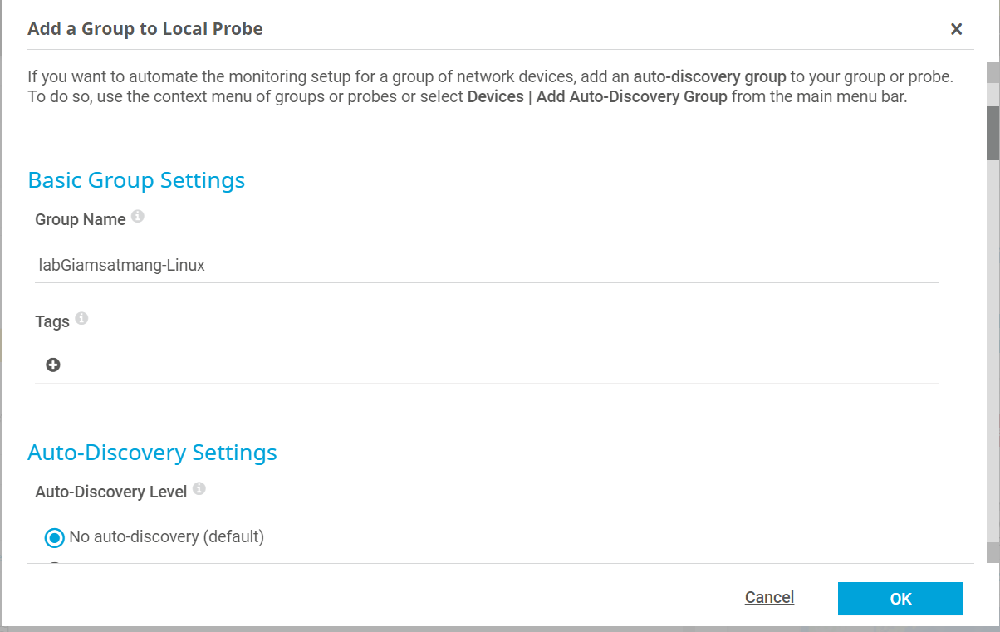 Add a Group to Local Probe
If you want to automate the monitoring setup for a group of network devices, add an auto-discovery group to your group or probe.
To do so, use the context menu of groups or probes or select Devices | Add Auto-Discovery Group from the main menu bar.
Basic Group Settings
Group Name
labGiamsatmang-Linux
Tags
Auto-Discovery Settings
Auto-Discovery Level
No auto-discovery (default)
Cancel
OK